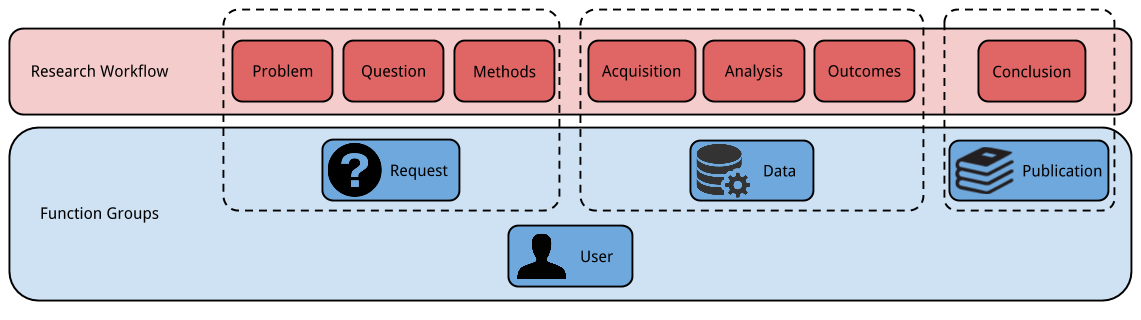 Research Workflow
Problem
Question
Methods
Acquisition
Analysis
Outcomes
Conclusion
Request
Data
Publication
Function Groups
User